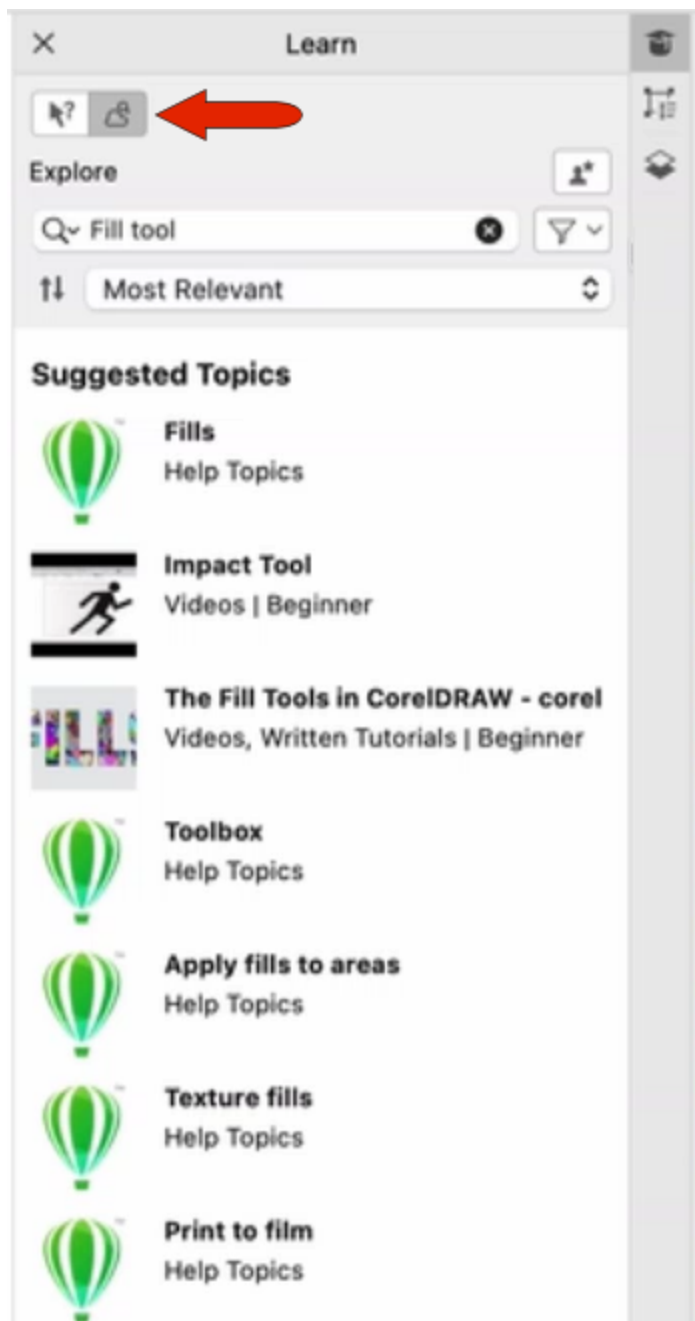 Learn
Explore
Fill tool
Most Relevant
Suggested Topics
Fills
Help Topics
Impact Tool
Videos | Beginner
The Fill Tools in CorelDRAW - corel
Videos, Written Tutorials | Beginner
FILLS
Toolbox
Help Topics
Apply fills to areas
Help Topics
Texture fills
Help Topics
Print to film
Help Topics